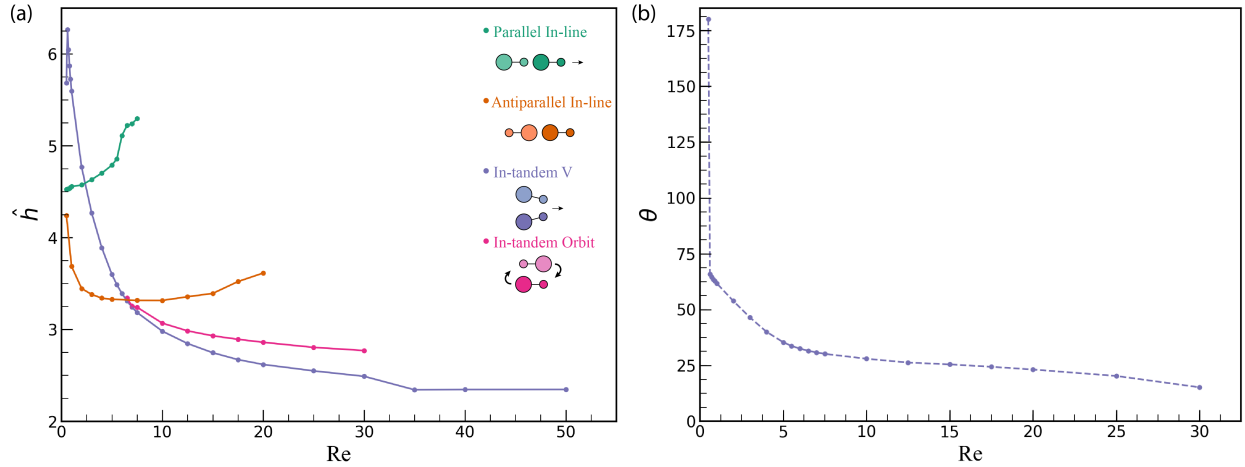 (a)
6
5
4
3
2
ĥ
0
10
20
30
40
50
Re
Parallel In-line
Antiparallel In-line
In-tandem V
In-tandem Orbit
(b)
175
150
125
100
75
50
25
0
θ
0
5
10
15
20
25
30
Re